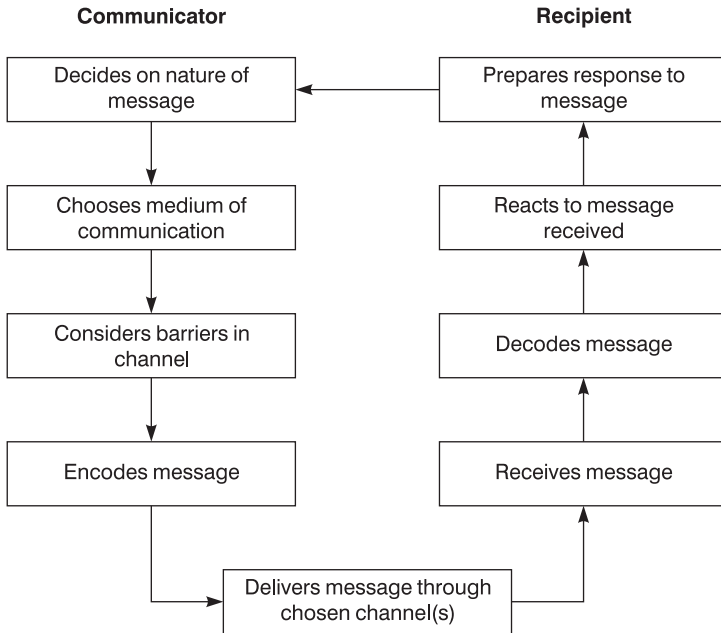 Communicator
Recipient
Decides on nature of
message
Prepares response to
message
Chooses medium of
communication
Reacts to message
received
Considers barriers in
channel
Decodes message
Encodes message
Receives message
Delivers message through
chosen channel(s)